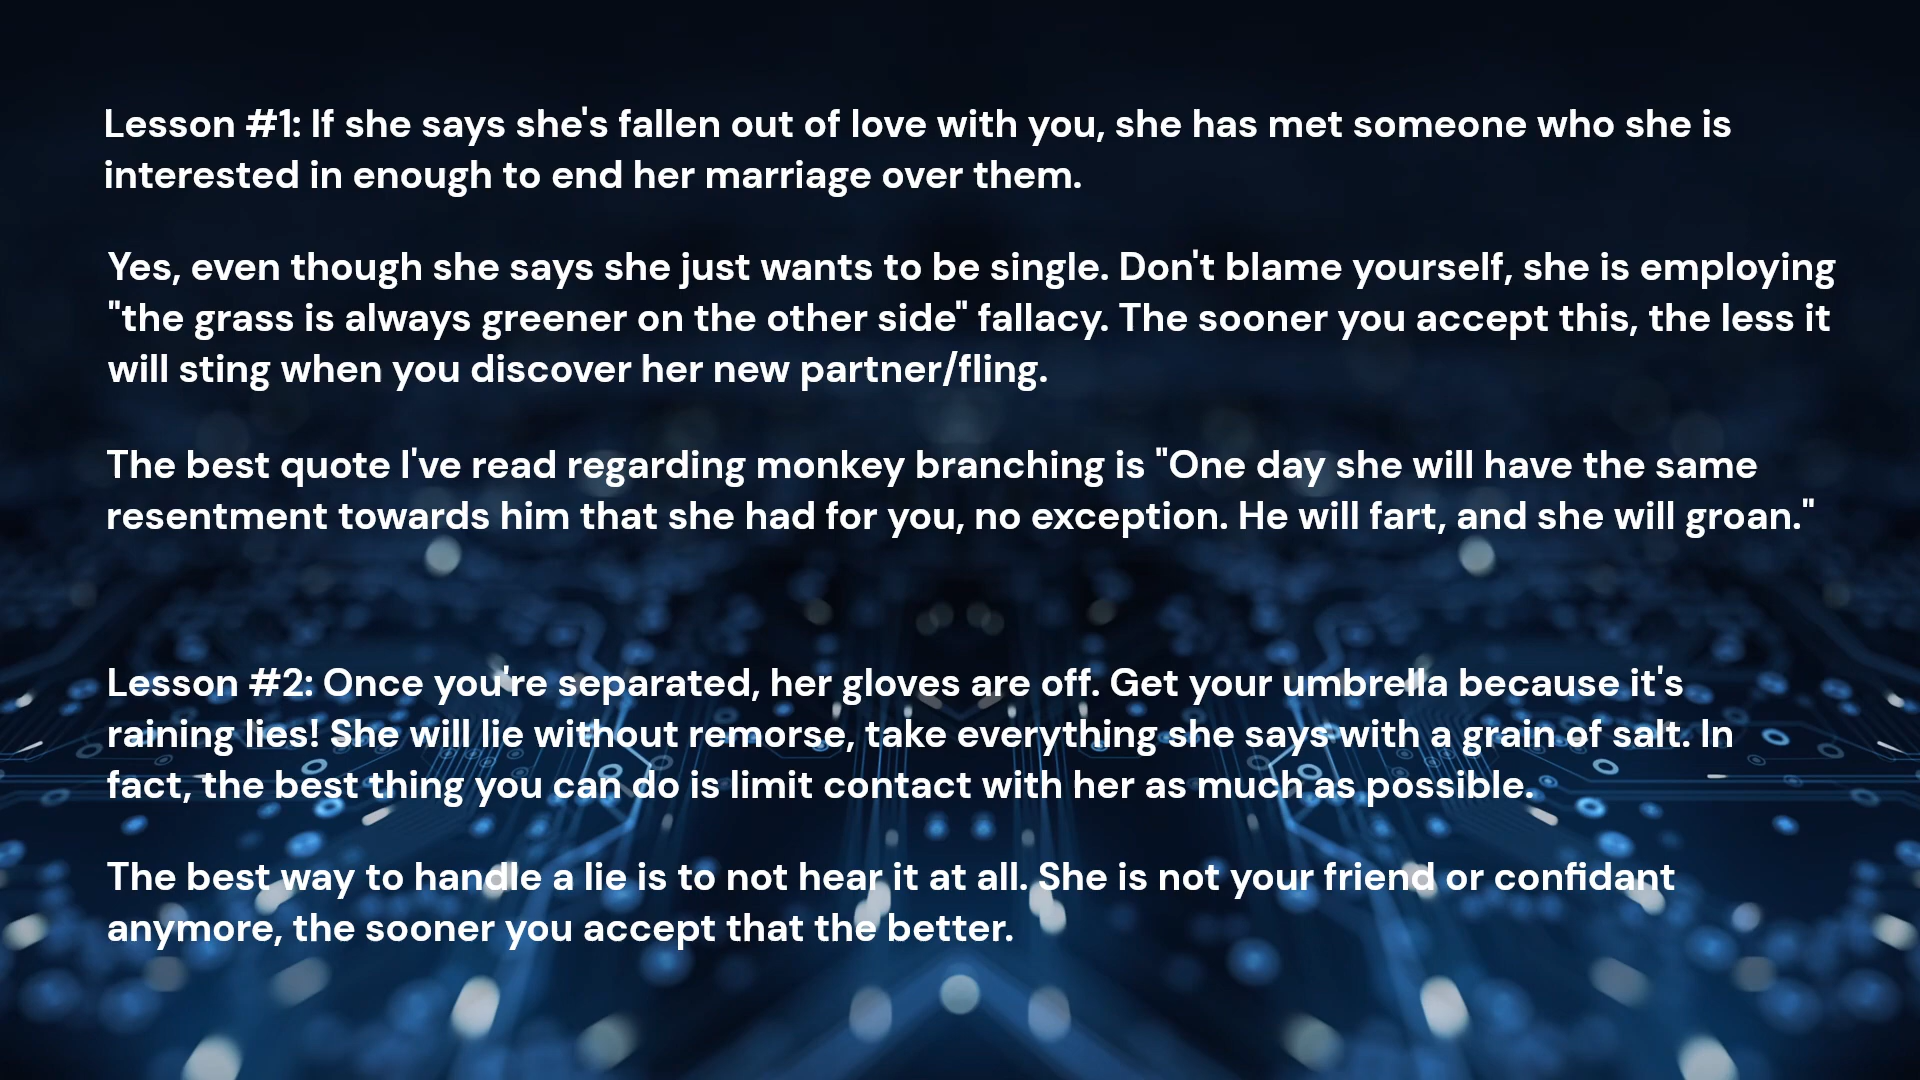 Lesson #1: If she says she's fallen out of love with you, she has met someone who she is
interested in enough to end her marriage over them.
Yes, even though she says she just wants to be single. Don't blame yourself, she is employing
"the grass is always greener on the other side" fallacy. The sooner you accept this, the less it
will sting when you discover her new partner/fling.
The best quote I've read regarding monkey branching is "One day she will have the same
resentment towards him that she had for you, no exception. He will fart, and she will groan."
Lesson #2: Once you're separated, her gloves are off. Get your umbrella because it's
raining lies! She will lie without remorse, take everything she says with a grain of salt. In
fact, the best thing you can do is limit contact with her as much as possible.
The best way to handle a lie is to not hear it at all. She is not your friend or confidant
anymore, the sooner you accept that the better.